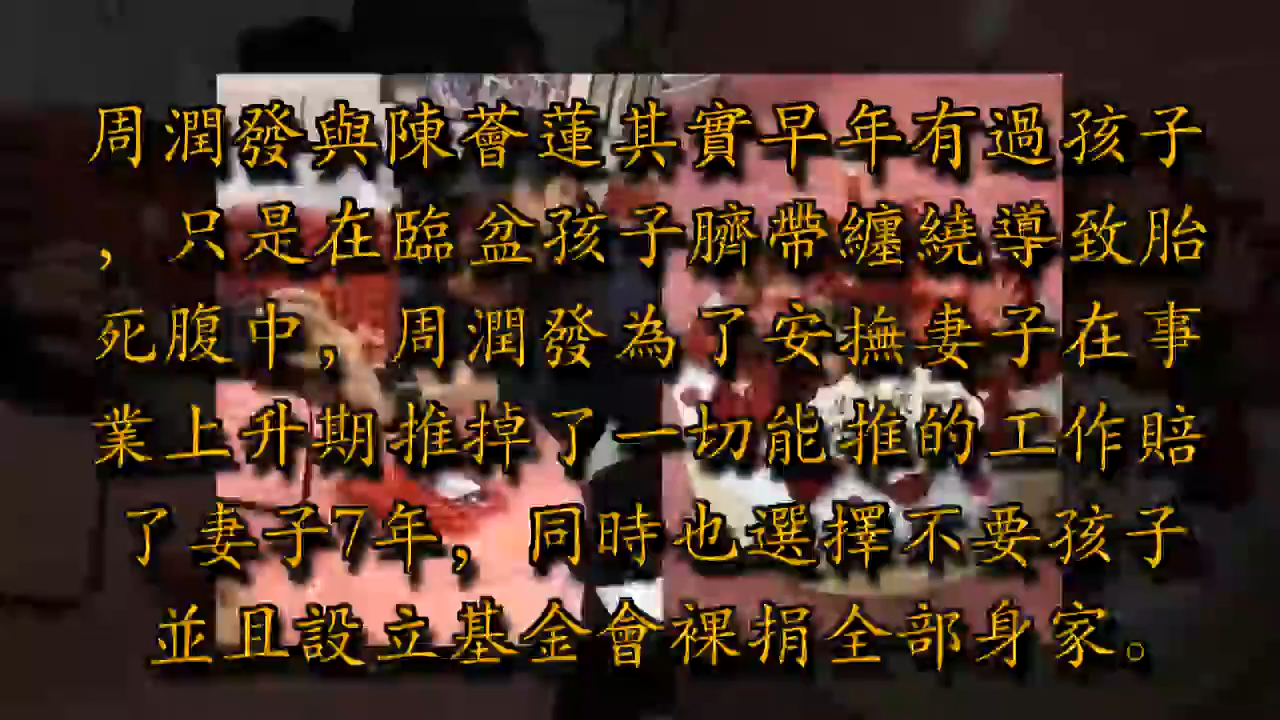 周潤發與陳薈蓮其實早年有過孩子
，只是在臨盆孩子臍帶纏繞導致胎
死腹中，周潤發為了安撫妻子在事
業上升期推掉了一切能推的工作賠
了妻子7年，同時也選擇不要孩子
並且設立基金會裸捐全部身家。